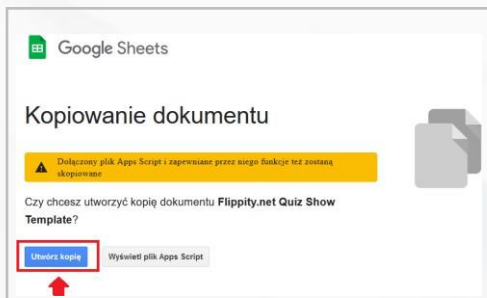 Google Sheets
Kopiowanie dokumentu
Dołączony plik Apps Script i zapewniane przez niego funkcje też zostaną
skopiowane
Czy chcesz utworzyć kopię dokumentu Flippity.net Quiz Show
Template?
Utwórz kopię Wyświetl plik Apps Script